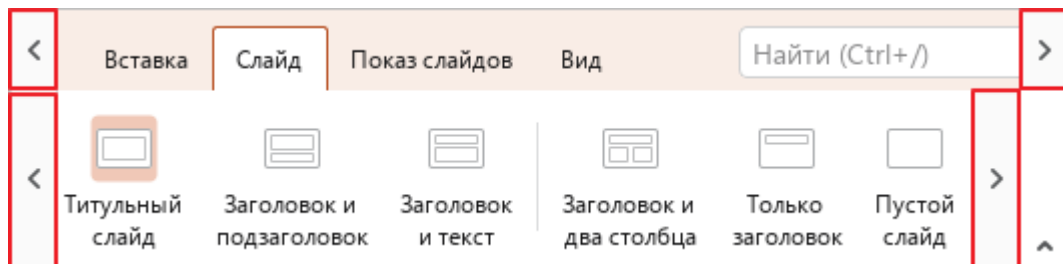 Вставка Слайд Показ слайдов Вид Найти (Ctrl+/)
Титульный слайд
Заголовок и подзаголовок
Заголовок и текст
Заголовок и два столбца
Только заголовок
Пустой слайд